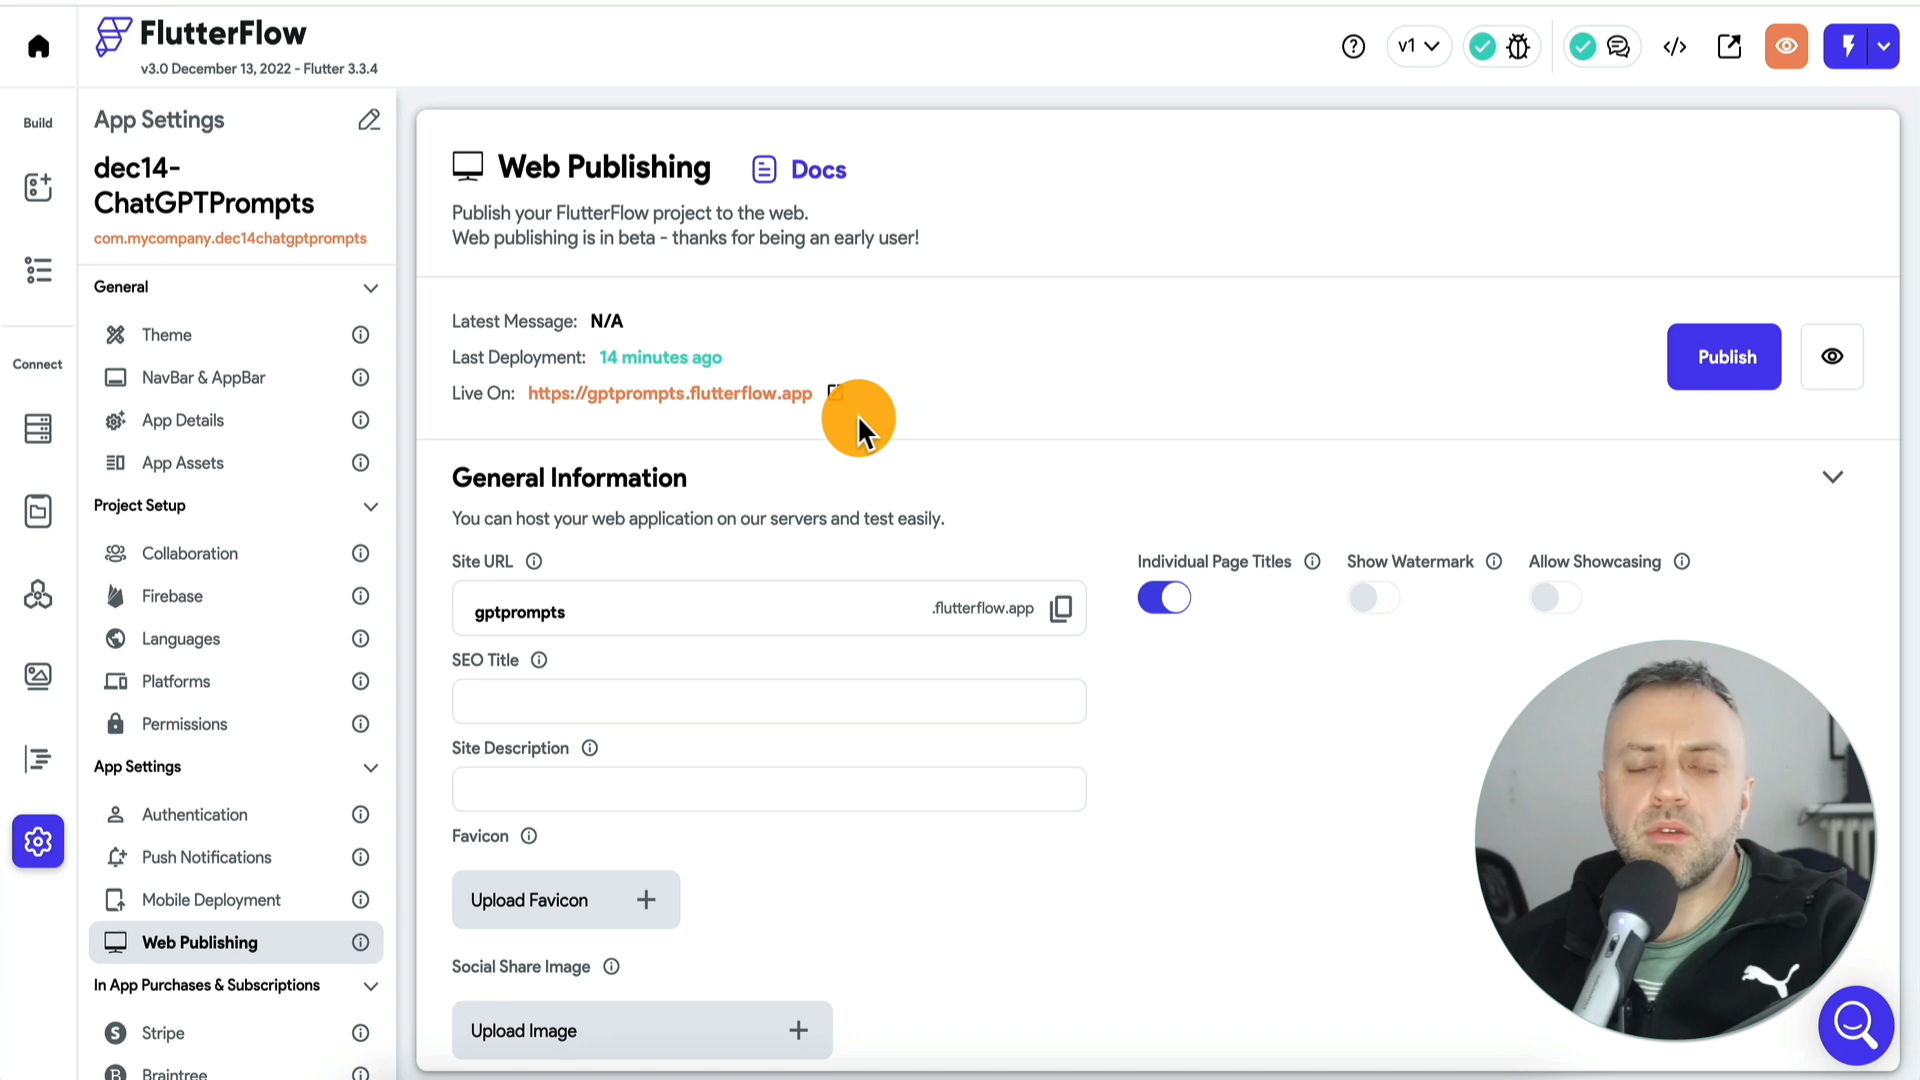 FlutterFlow
v3.0 December 13, 2022 - Flutter 3.3.4
v1
Build
Connect
App Settings
dec14-
ChatGPTPrompts
com.mycompany.dec14chatgptprompts
General
Theme
NavBar & AppBar
App Details
App Assets
Project Setup
Collaboration
Firebase
Languages
Platforms
Permissions
App Settings
Authentication
Push Notifications
Mobile Deployment
Web Publishing
In App Purchases & Subscriptions
Stripe
Braintree
Web Publishing
Docs
Publish your FlutterFlow project to the web.
Web publishing is in beta - thanks for being an early user!
Latest Message: N/A
Last Deployment: 14 minutes ago
Live On: https://gptprompts.flutterflow.app
Publish
General Information
You can host your web application on our servers and test easily.
Site URL
gptprompts
.flutterflow.app
Individual Page Titles
Show Watermark
Allow Showcasing
SEO Title
Site Description
Favicon
Upload Favicon
Social Share Image
Upload Image